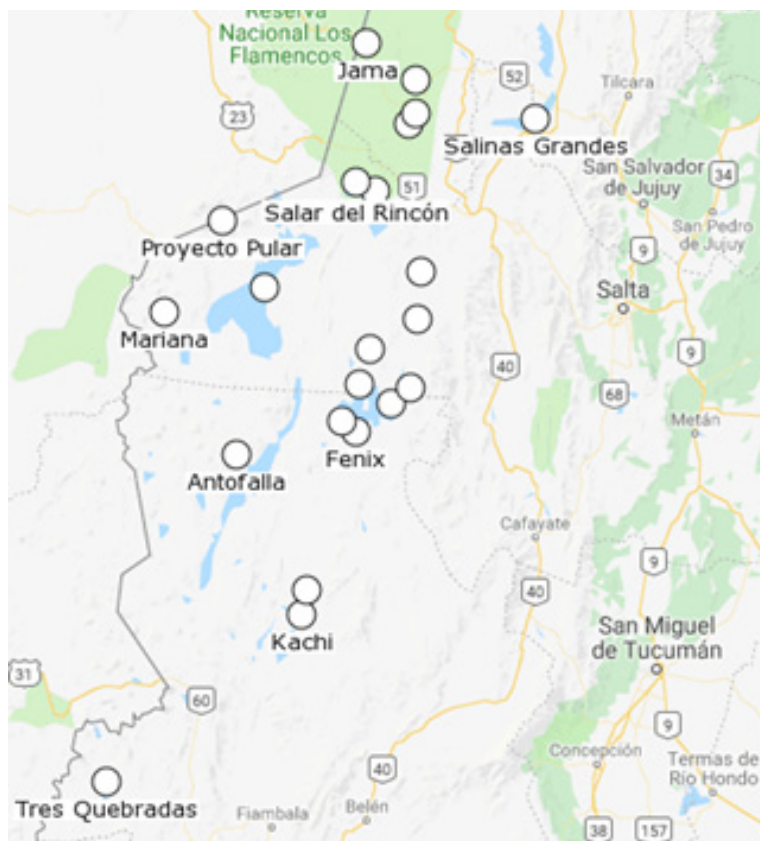 Reserva
Nacional Los
Flamencos
Jama
52
Tilcara
23
Salinas Grandes
51
San Salvador
de Jujuy
34
Salar del Rincón
San Pedro
de Jujuy
Proyecto Pular
9
Salta
Mariana
9
40
68
Metán
Fenix
Antofalla
Cafayate
9
40
Kachi
San Miguel
de Tucumán
31
60
9
Concepción
Termas de
Río Hondo
40
Tres Quebradas
Fiambala
Belén
38
157